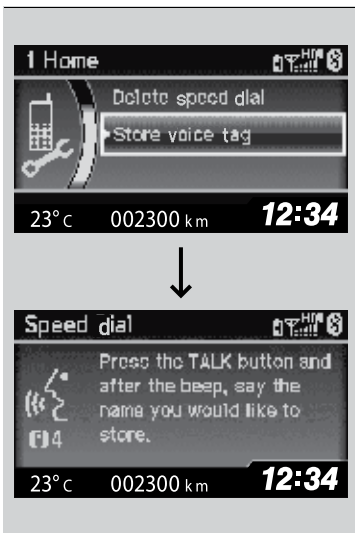 1 Home
Delete speed dial
Store voice tag
23°c 002300 km 12:34
Speed dial
Press the TALK button and
after the beep, say the
name you would like to
store.
4
23°c 002300 km 12:34